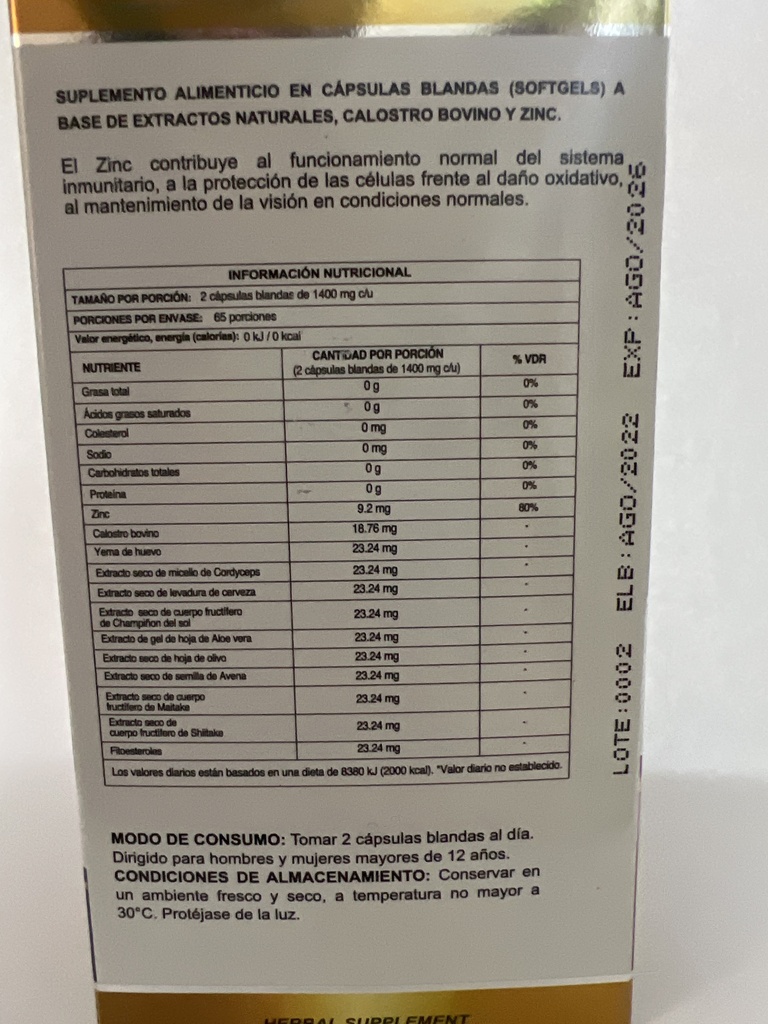 SUPLEMENTO ALIMENTICIO EN CÁPSULAS BLANDAS (SOFTGELS) A
BASE DE EXTRACTOS NATURALES, CALOSTRO BOVINO Y ZINC.
El Zinc contribuye al funcionamiento normal del sistema
inmunitario, a la protección de las células frente al daño oxidativo,
al mantenimiento de la visión en condiciones normales.
INFORMACIÓN NUTRICIONAL
TAMAÑO POR PORCIÓN: 2 cápsulas blandas de 1400 mg c/u
PORCIONES POR ENVASE: 65 porciones
Valor energético, energía (calorías): 0 kJ / 0 kcal
NUTRIENTE CANTIDAD POR PORCIÓN (2 cápsulas blandas de 1400 mg c/u) % VDR
Grasa total 0 g 0%
Ácidos grasos saturados 0 g 0%
Colesterol 0 mg 0%
Sodio 0 mg 0%
Carbohidratos totales 0 g 0%
Proteína 0 g 0%
Zinc 9.2 mg 80%
Calostro bovino 18.76 mg *
Yema de huevo 23.24 mg *
Extracto seco de micelio de Cordyceps 23.24 mg *
Extracto seco de levadura de cerveza 23.24 mg *
Extracto seco de cuerpo fructífero
de Champiñon del sol 23.24 mg *
Extracto de gel de hoja de Aloe vera 23.24 mg *
Extracto seco de hoja de olivo 23.24 mg *
Extracto seco de semilla de Avena 23.24 mg *
Extracto seco de cuerpo
fructífero de Maitake 23.24 mg *
Extracto seco de
cuerpo fructífero de Shiitake 23.24 mg *
Fitoesteroles 23.24 mg *
Los valores diarios están basados en una dieta de 8380 kJ (2000 kcal). *Valor diario no establecido.
MODO DE CONSUMO: Tomar 2 cápsulas blandas al día.
Dirigido para hombres y mujeres mayores de 12 años.
CONDICIONES DE ALMACENAMIENTO: Conservar en
un ambiente fresco y seco, a temperatura no mayor a
30°C. Protéjase de la luz.
LOTE:0002 ELB:AGO/2022 EXP:AGO/2026
HERBAL SUPPLEMENT